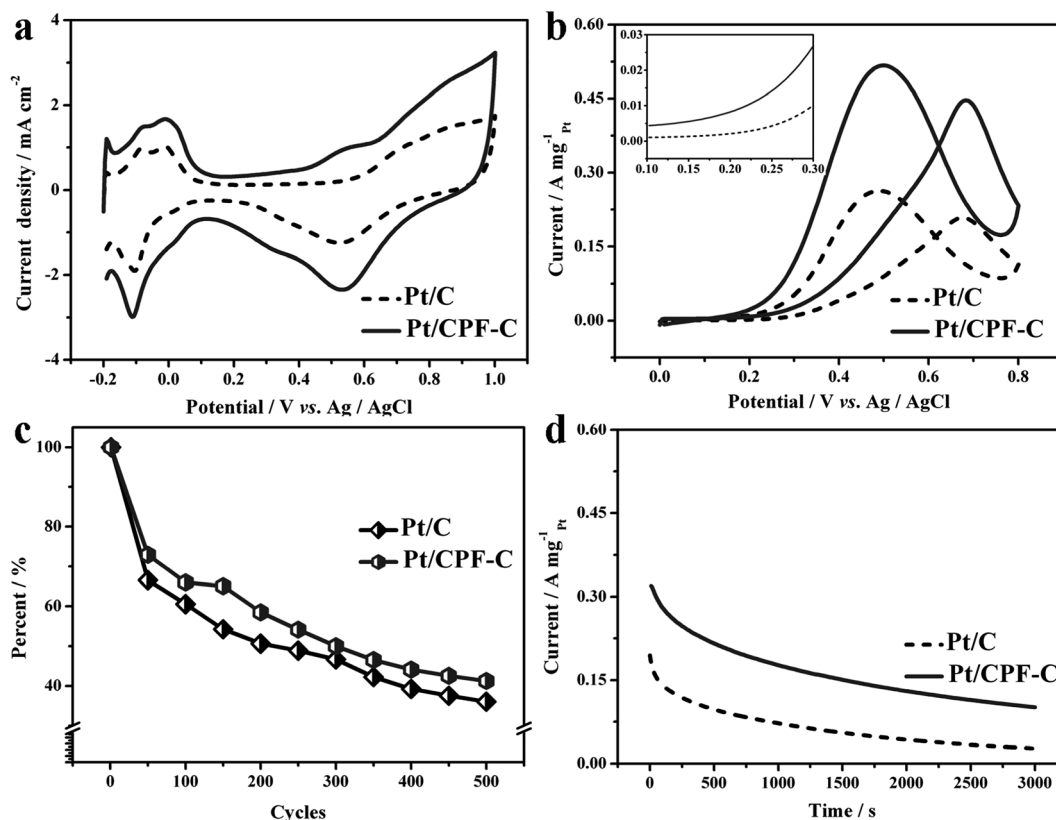 a
4
2
0
-2
-4
Current density / mA cm⁻²
Pt/C
Pt/CPF-C
-0.2
0.0
0.2
0.4
0.6
0.8
1.0
Potential / V vs. Ag / AgCl
b
0.60
0.45
0.30
0.15
0.00
Current / A mg⁻¹Pt
0.03
0.02
0.01
0.00
0.10
0.15
0.20
0.25
0.30
Pt/C
Pt/CPF-C
0.0
0.2
0.4
0.6
0.8
Potential / V vs. Ag / AgCl
c
100
80
60
40
Percent / %
Pt/C
Pt/CPF-C
0
100
200
300
400
500
Cycles
d
0.60
0.45
0.30
0.15
0.00
Current / A mg⁻¹Pt
Pt/C
Pt/CPF-C
0
500
1000
1500
2000
2500
3000
Time / s